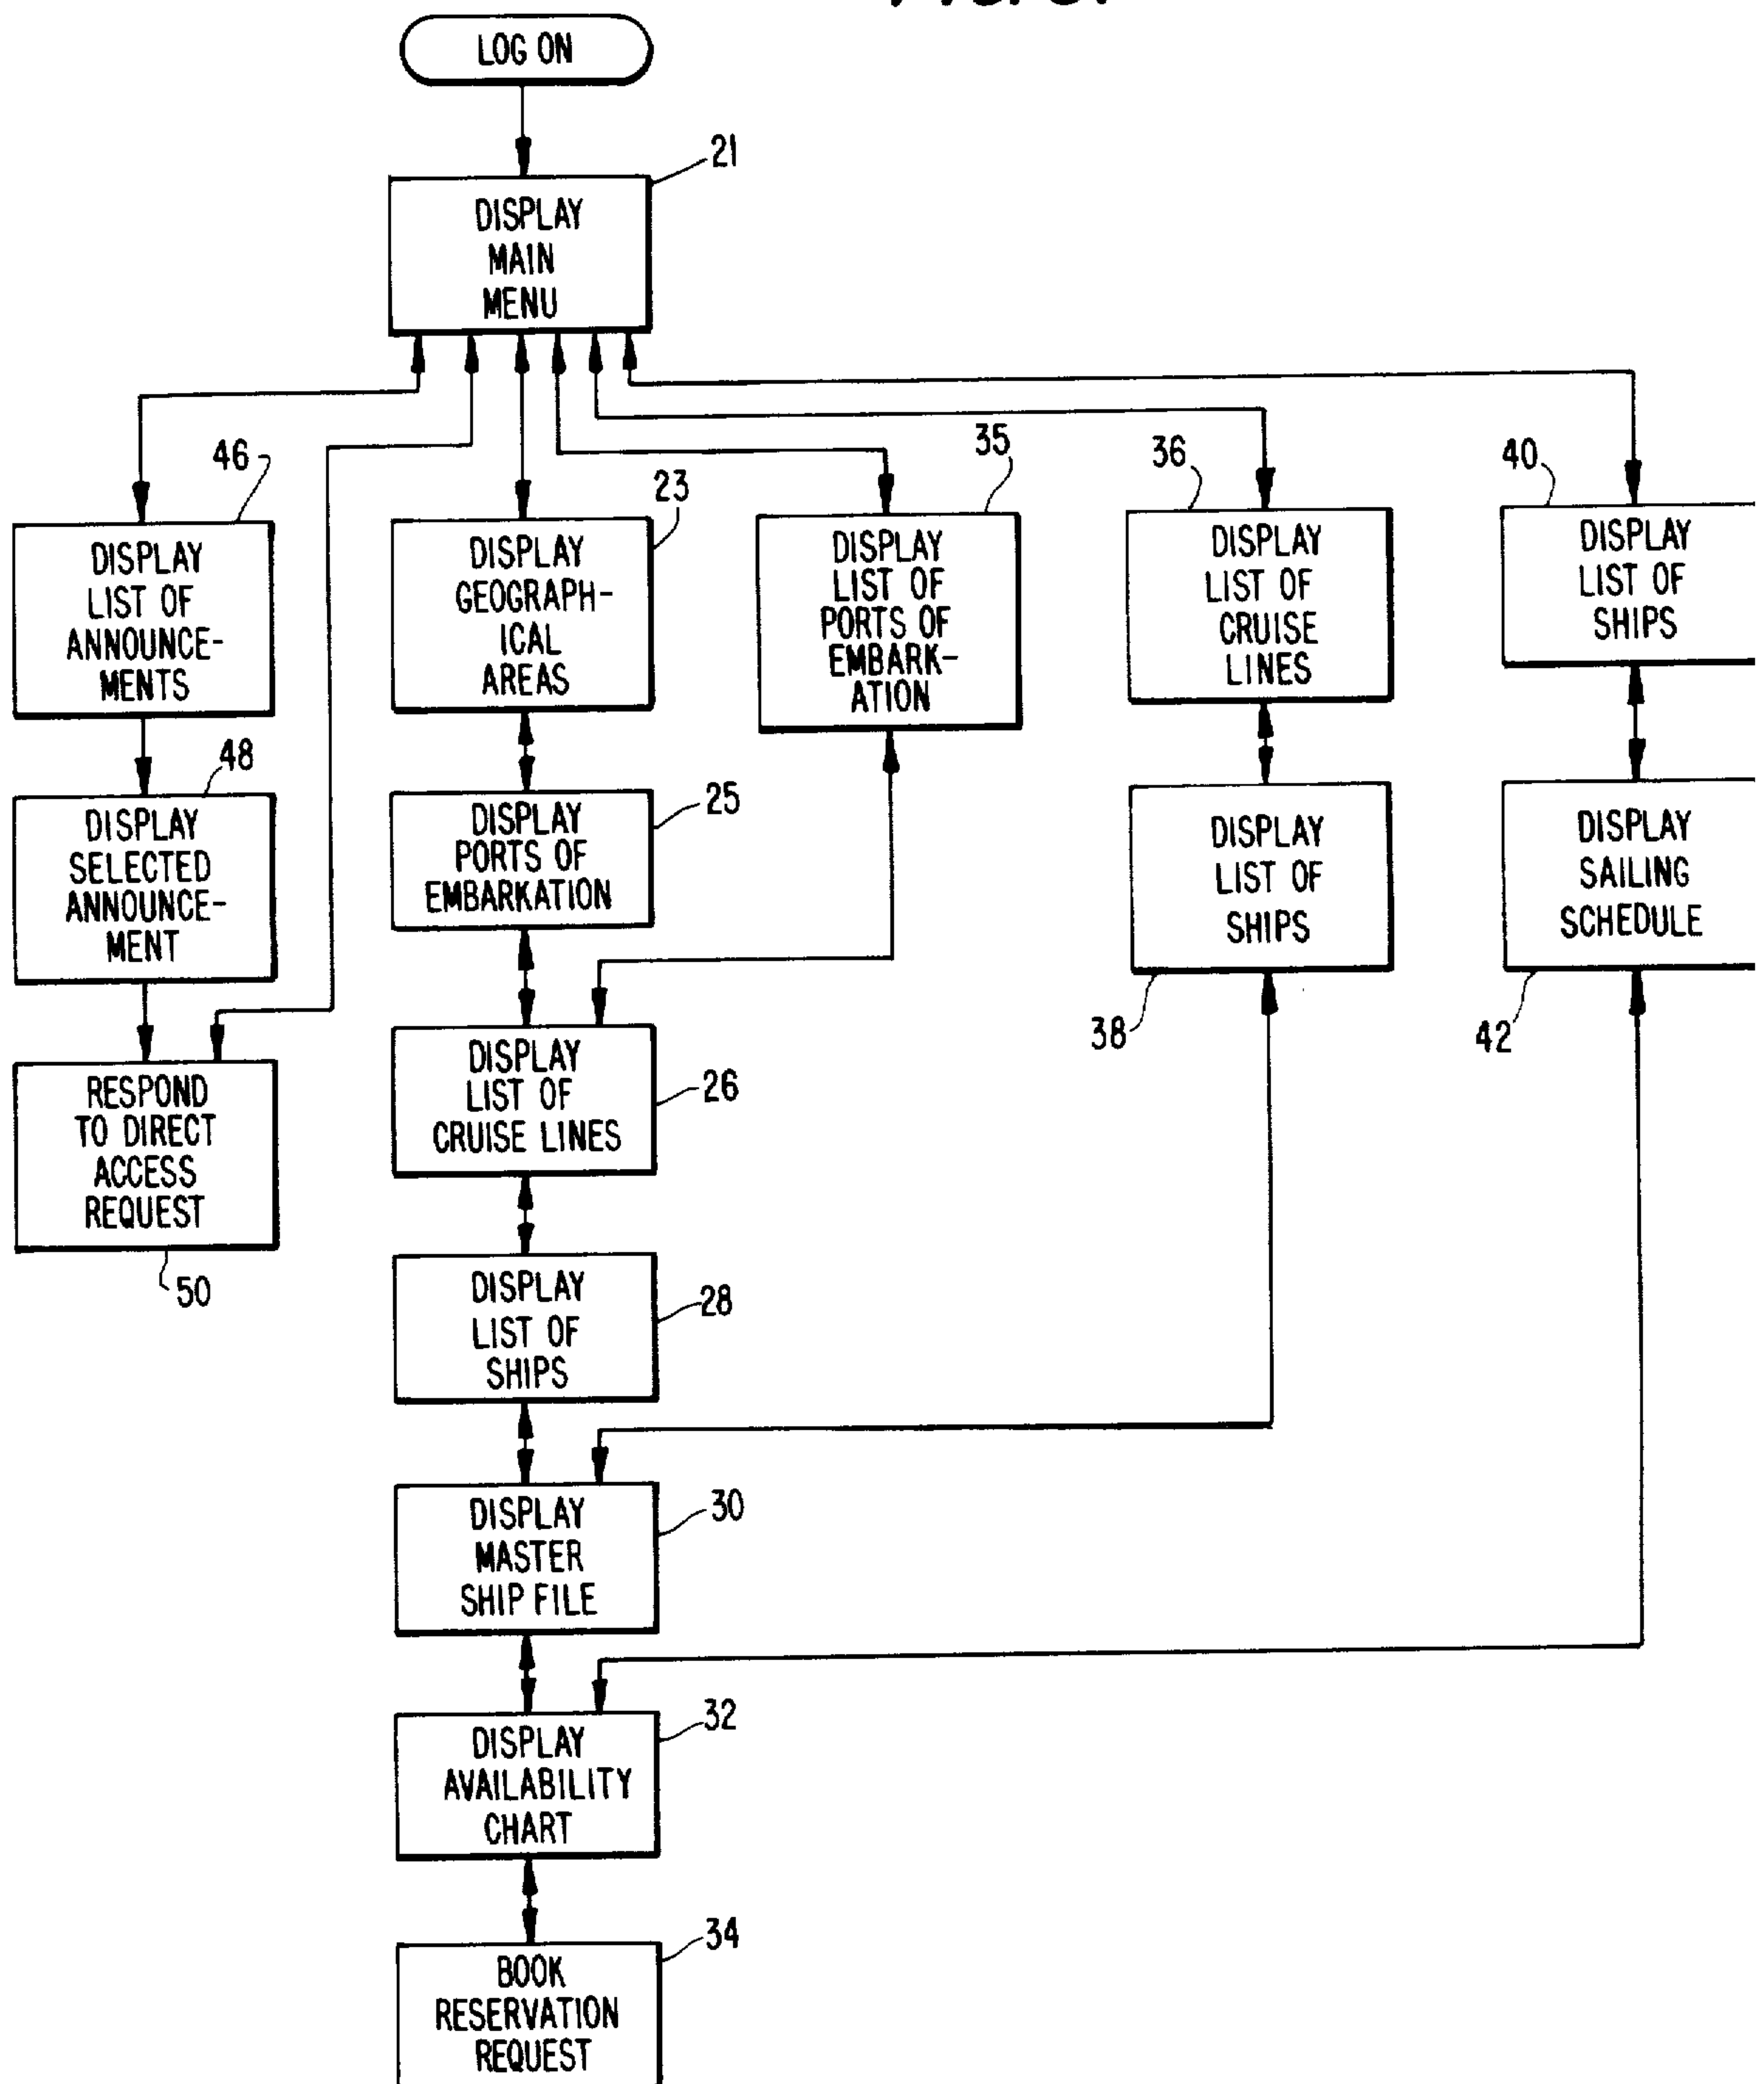 LOG ON
21
DISPLAY
MAIN
MENU
46
DISPLAY
LIST OF
ANNOUNCE-
MENTS
23
DISPLAY
GEOGRAPH-
ICAL
AREAS
35
DISPLAY
LIST OF
PORTS OF
EMBARK-
ATION
36
DISPLAY
LIST OF
CRUISE
LINES
40
DISPLAY
LIST OF
SHIPS
48
DISPLAY
SELECTED
ANNOUNCE-
MENT
25
DISPLAY
PORTS OF
EMBARKATION
DISPLAY
LIST OF
SHIPS
38
DISPLAY
SAILING
SCHEDULE
42
RESPOND
TO DIRECT
ACCESS
REQUEST
50
DISPLAY
LIST OF
CRUISE LINES
26
DISPLAY
LIST OF
SHIPS
28
DISPLAY
MASTER
SHIP FILE
30
DISPLAY
AVAILABILITY
CHART
32
BOOK
RESERVATION
REQUEST
34